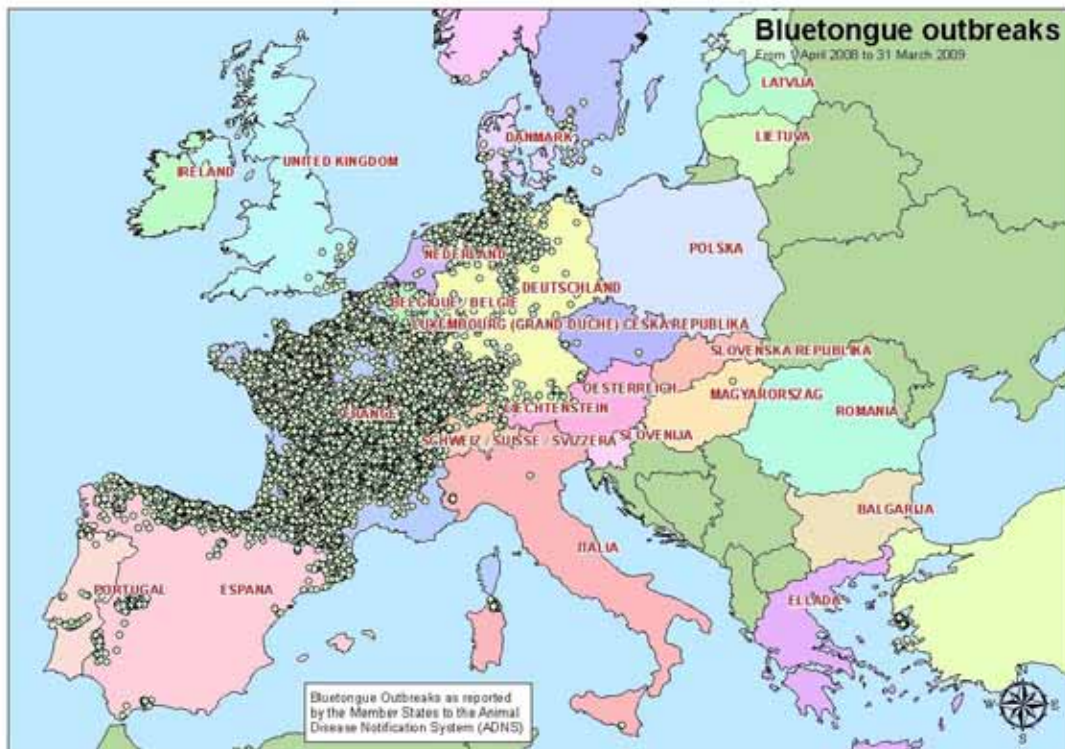 Bluetongue outbreaks
From 1 April 2008 to 31 March 2009
LATVIJA
DANMARK
LIETUVA
UNITED KINGDOM
IRELAND
POLSKA
NEDERLAND
DEUTSCHLAND
BELGIQUE / BELGIE
LUXEMBOURG (GRAND-DUCHE)
CESKA REPUBLIKA
SLOVENSKA REPUBLIKA
OESTERREICH
MAGYARORSZAG
FRANCE
LIECHTENSTEIN
ROMANIA
SCHWEIZ / SUISSE / SVIZZERA
SLOVENIJA
BALGARIJA
ITALIA
PORTUGAL
ESPANA
ELLADA
Bluetongue Outbreaks as reported
by the Member States to the Animal
Disease Notification System (ADNS)
N
W
E
S